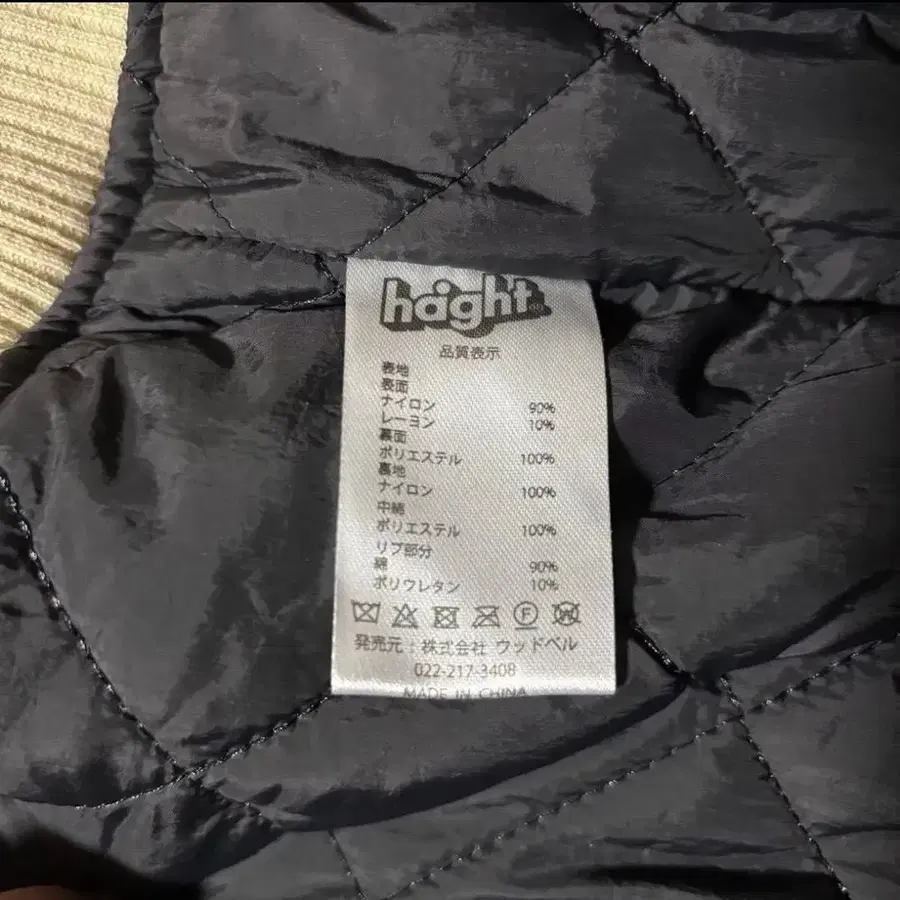 haight®
品質表示
表地
表面
ナイロン 90%
レーヨン 10%
裏面
ポリエステル 100%
裏地
ナイロン 100%
中綿
ポリエステル 100%
リブ部分
綿 90%
ポリウレタン 10%
F W
発売元：株式会社 ウッドベル
022-217-3408
MADE IN CHINA